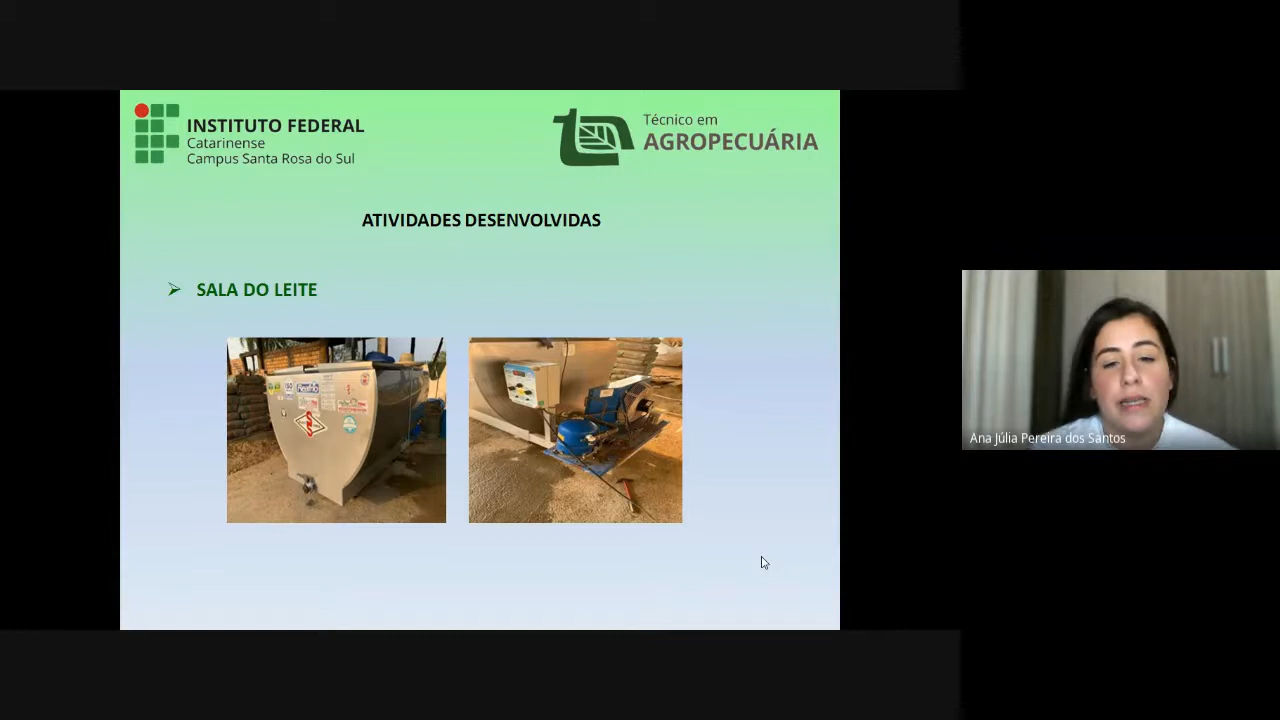 INSTITUTO FEDERAL
Catarinense
Campus Santa Rosa do Sul
Técnico em
AGROPECUÁRIA
ATIVIDADES DESENVOLVIDAS
SALA DO LEITE
Ana Júlia Pereira dos Santos